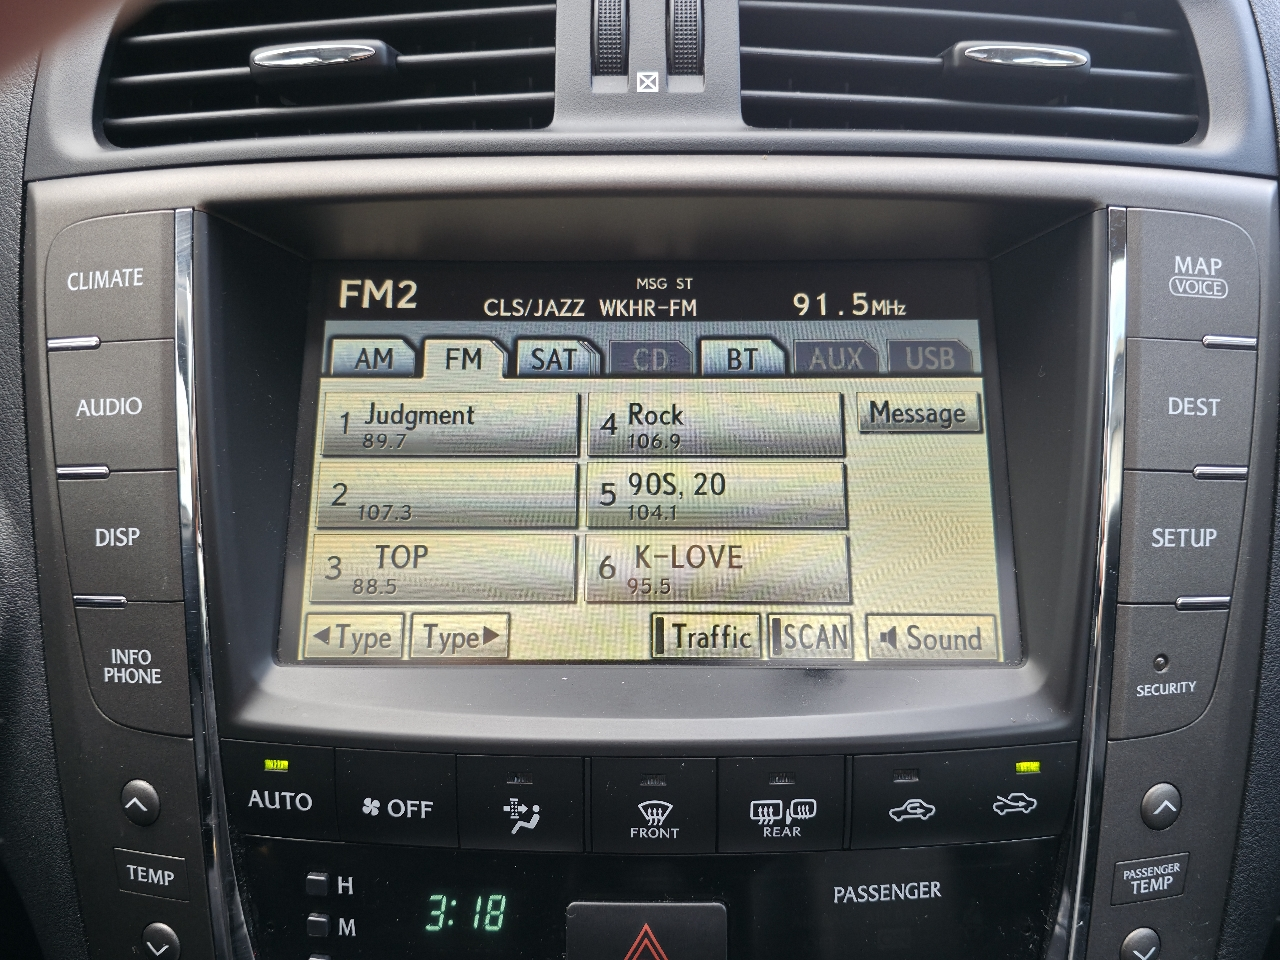 CLIMATE
AUDIO
DISP
INFO
PHONE
TEMP
FM2
MSG ST
CLS/JAZZ WKHR-FM
91.5MHz
AM
FM
SAT
CD
BT
AUX
USB
1 Judgment
89.7
4 Rock
106.9
Message
2
107.3
5 90S, 20
104.1
3 TOP
88.5
6 K-LOVE
95.5
◀Type
Type▶
Traffic
SCAN
Sound
MAP
VOICE
DEST
SETUP
SECURITY
AUTO
OFF
FRONT
REAR
H
M
3:18
PASSENGER
PASSENGER
TEMP